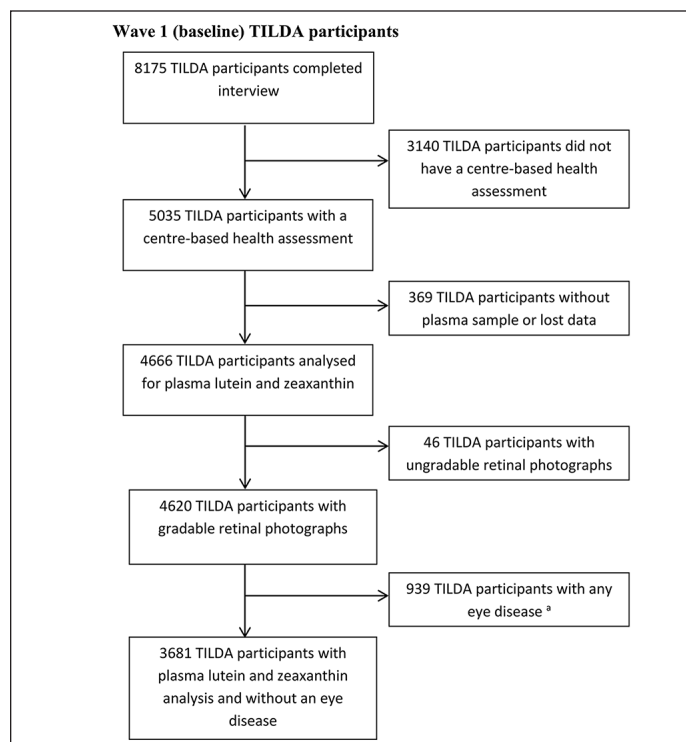 Wave 1 (baseline) TILDA participants
8175 TILDA participants completed
interview
3140 TILDA participants did not
have a centre-based health
assessment
5035 TILDA participants with a
centre-based health assessment
369 TILDA participants without
plasma sample or lost data
4666 TILDA participants analysed
for plasma lutein and zeaxanthin
46 TILDA participants with
ungradable retinal photographs
4620 TILDA participants with
gradable retinal photographs
939 TILDA participants with any
eye disease ª
3681 TILDA participants with
plasma lutein and zeaxanthin
analysis and without an eye
disease